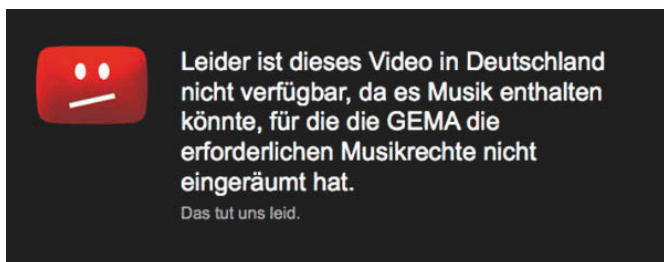 Leider ist dieses Video in Deutschland
nicht verfügbar, da es Musik enthalten
könnte, für die die GEMA die
erforderlichen Musikrechte nicht
eingeräumt hat.
Das tut uns leid.